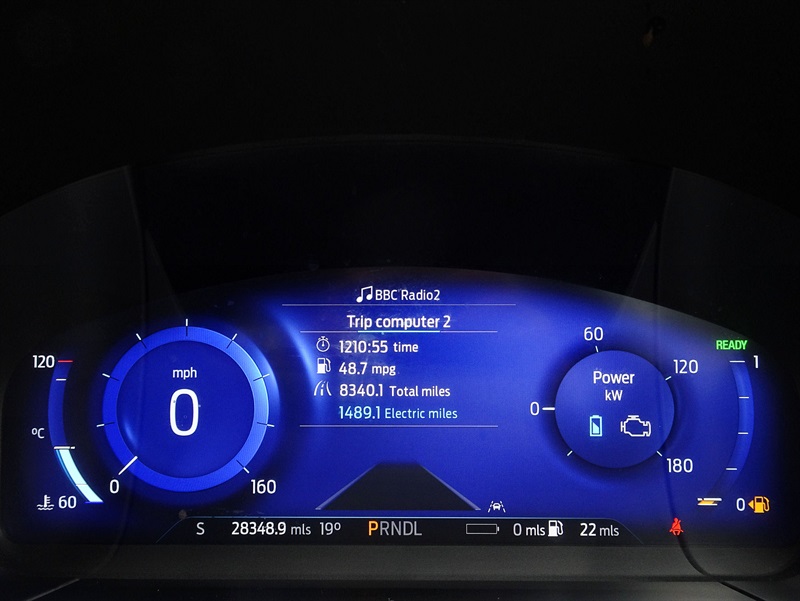 BBC Radio2
Trip computer 2
1210:55 time
48.7 mpg
8340.1 Total miles
1489.1 Electric miles
120
°C
60
mph
0
0
160
60
0
120
180
Power
kW
READY
1
0
S 28348.9 mls 19° PRNDL 0 mls 22 mls